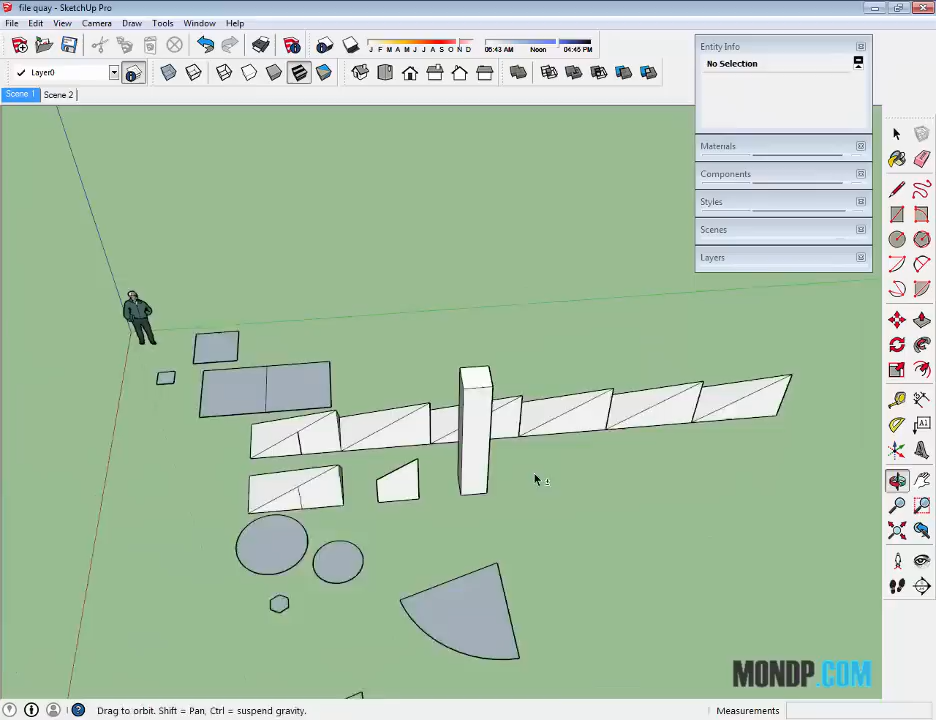 file quay - SketchUp Pro
File Edit View Camera Draw Tools Window Help
J F M A M J J A S O N D 06:43 AM Noon 04:45 PM
Layer0
Scene 1 Scene 2
Entity Info
No Selection
Materials
Components
Styles
Scenes
Layers
MONDP.COM
Drag to orbit. Shift = Pan, Ctrl = suspend gravity.
Measurements